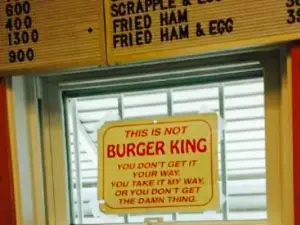 600
400
1300
900
SCRAPPLE &
FRIED HAM
FRIED HAM & EGG
THIS IS NOT
BURGER KING
YOU DON'T GET IT
YOUR WAY.
YOU TAKE IT MY WAY,
OR YOU DON'T GET
THE DAMN THING.